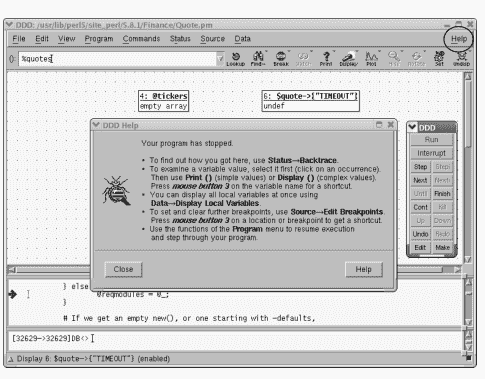 DDD: /usr/lib/perl5/site_perl/5.8.1/Finance/Quote.pm
File Edit View Program Commands Status Source Data Help
(): %quotes
Lookup Find» Break Watch Print Display Plot Hide Rotate Set Undisp
4: @tickers
empty array
6: $quote->{"TIMEOUT"}
undef
DDD Help
Your program has stopped.
• To find out how you got here, use Status→Backtrace.
• To examine a variable value, select it first (click on an occurrence).
Then use Print () (simple values) or Display () (complex values).
Press mouse button 3 on the variable name for a shortcut.
• You can display all local variables at once using
Data→Display Local Variables.
• To set and clear further breakpoints, use Source→Edit Breakpoints.
Press mouse button 3 on a location or breakpoint to get a shortcut.
• Use the functions of the Program menu to resume execution
and step through your program.
Close Help
DDD
Run
Interrupt
Step Stepi
Next Nexti
Until Finish
Cont Kill
Up Down
Undo Redo
Edit Make
} else
@reqmodules = @_;
}
# If we get an empty new(), or one starting with -defaults,
[32629->32629]DB<>
Display 6: $quote->{"TIMEOUT"} (enabled)